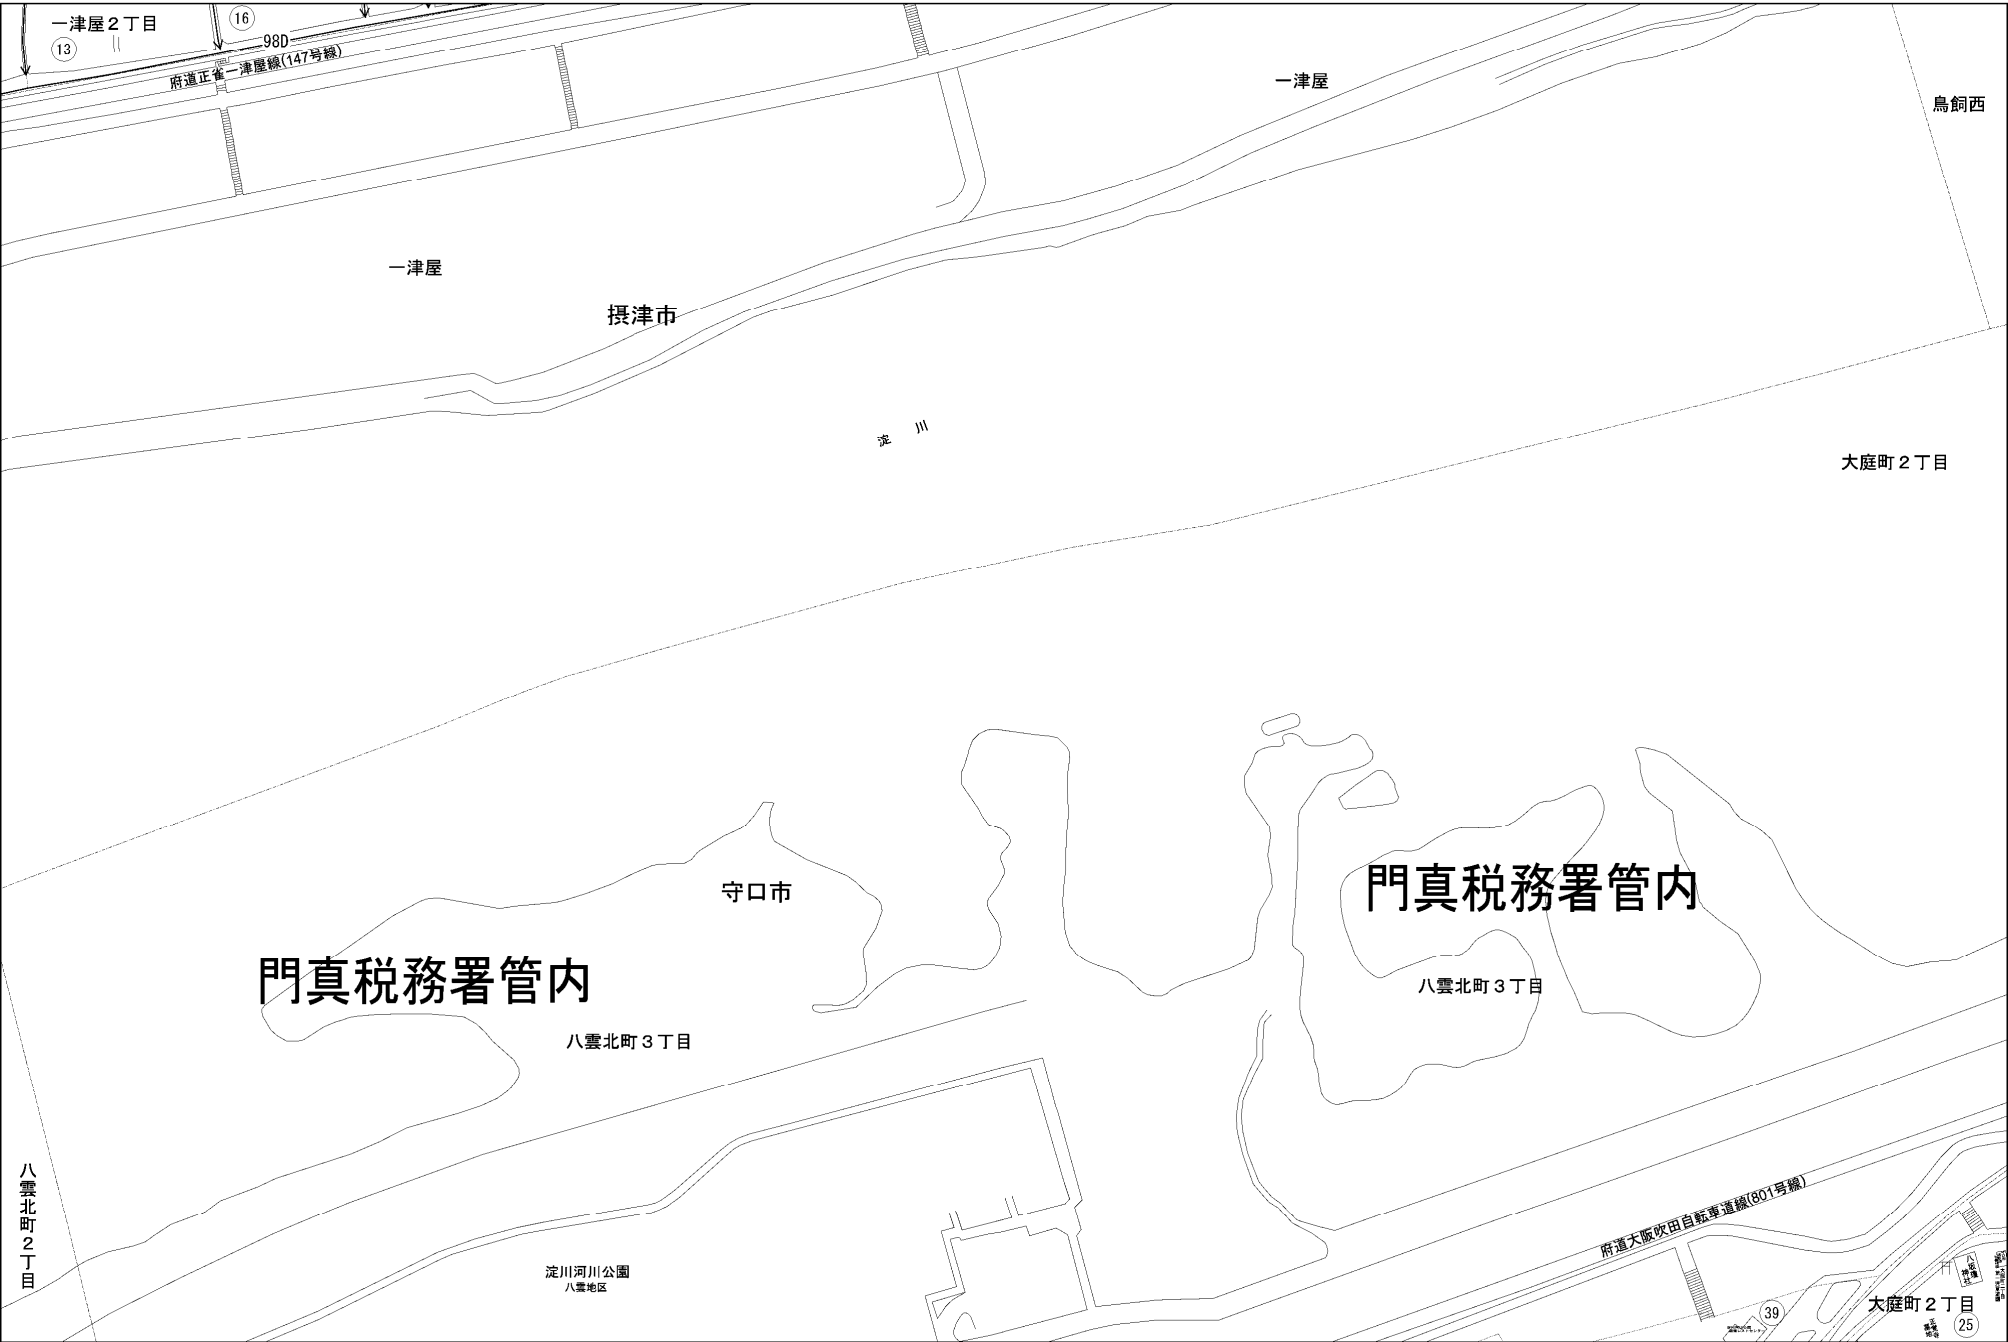 一津屋２丁目
13
16
98D
府道正雀一津屋線(147号線)
一津屋
鳥飼西
一津屋
摂津市
淀川
大庭町２丁目
守口市
門真税務署管内
門真税務署管内
八雲北町３丁目
八雲北町３丁目
八雲北町２丁目
府道大阪吹田自転車道線(801号線)
淀川河川公園
八雲地区
大庭町２丁目
39
25